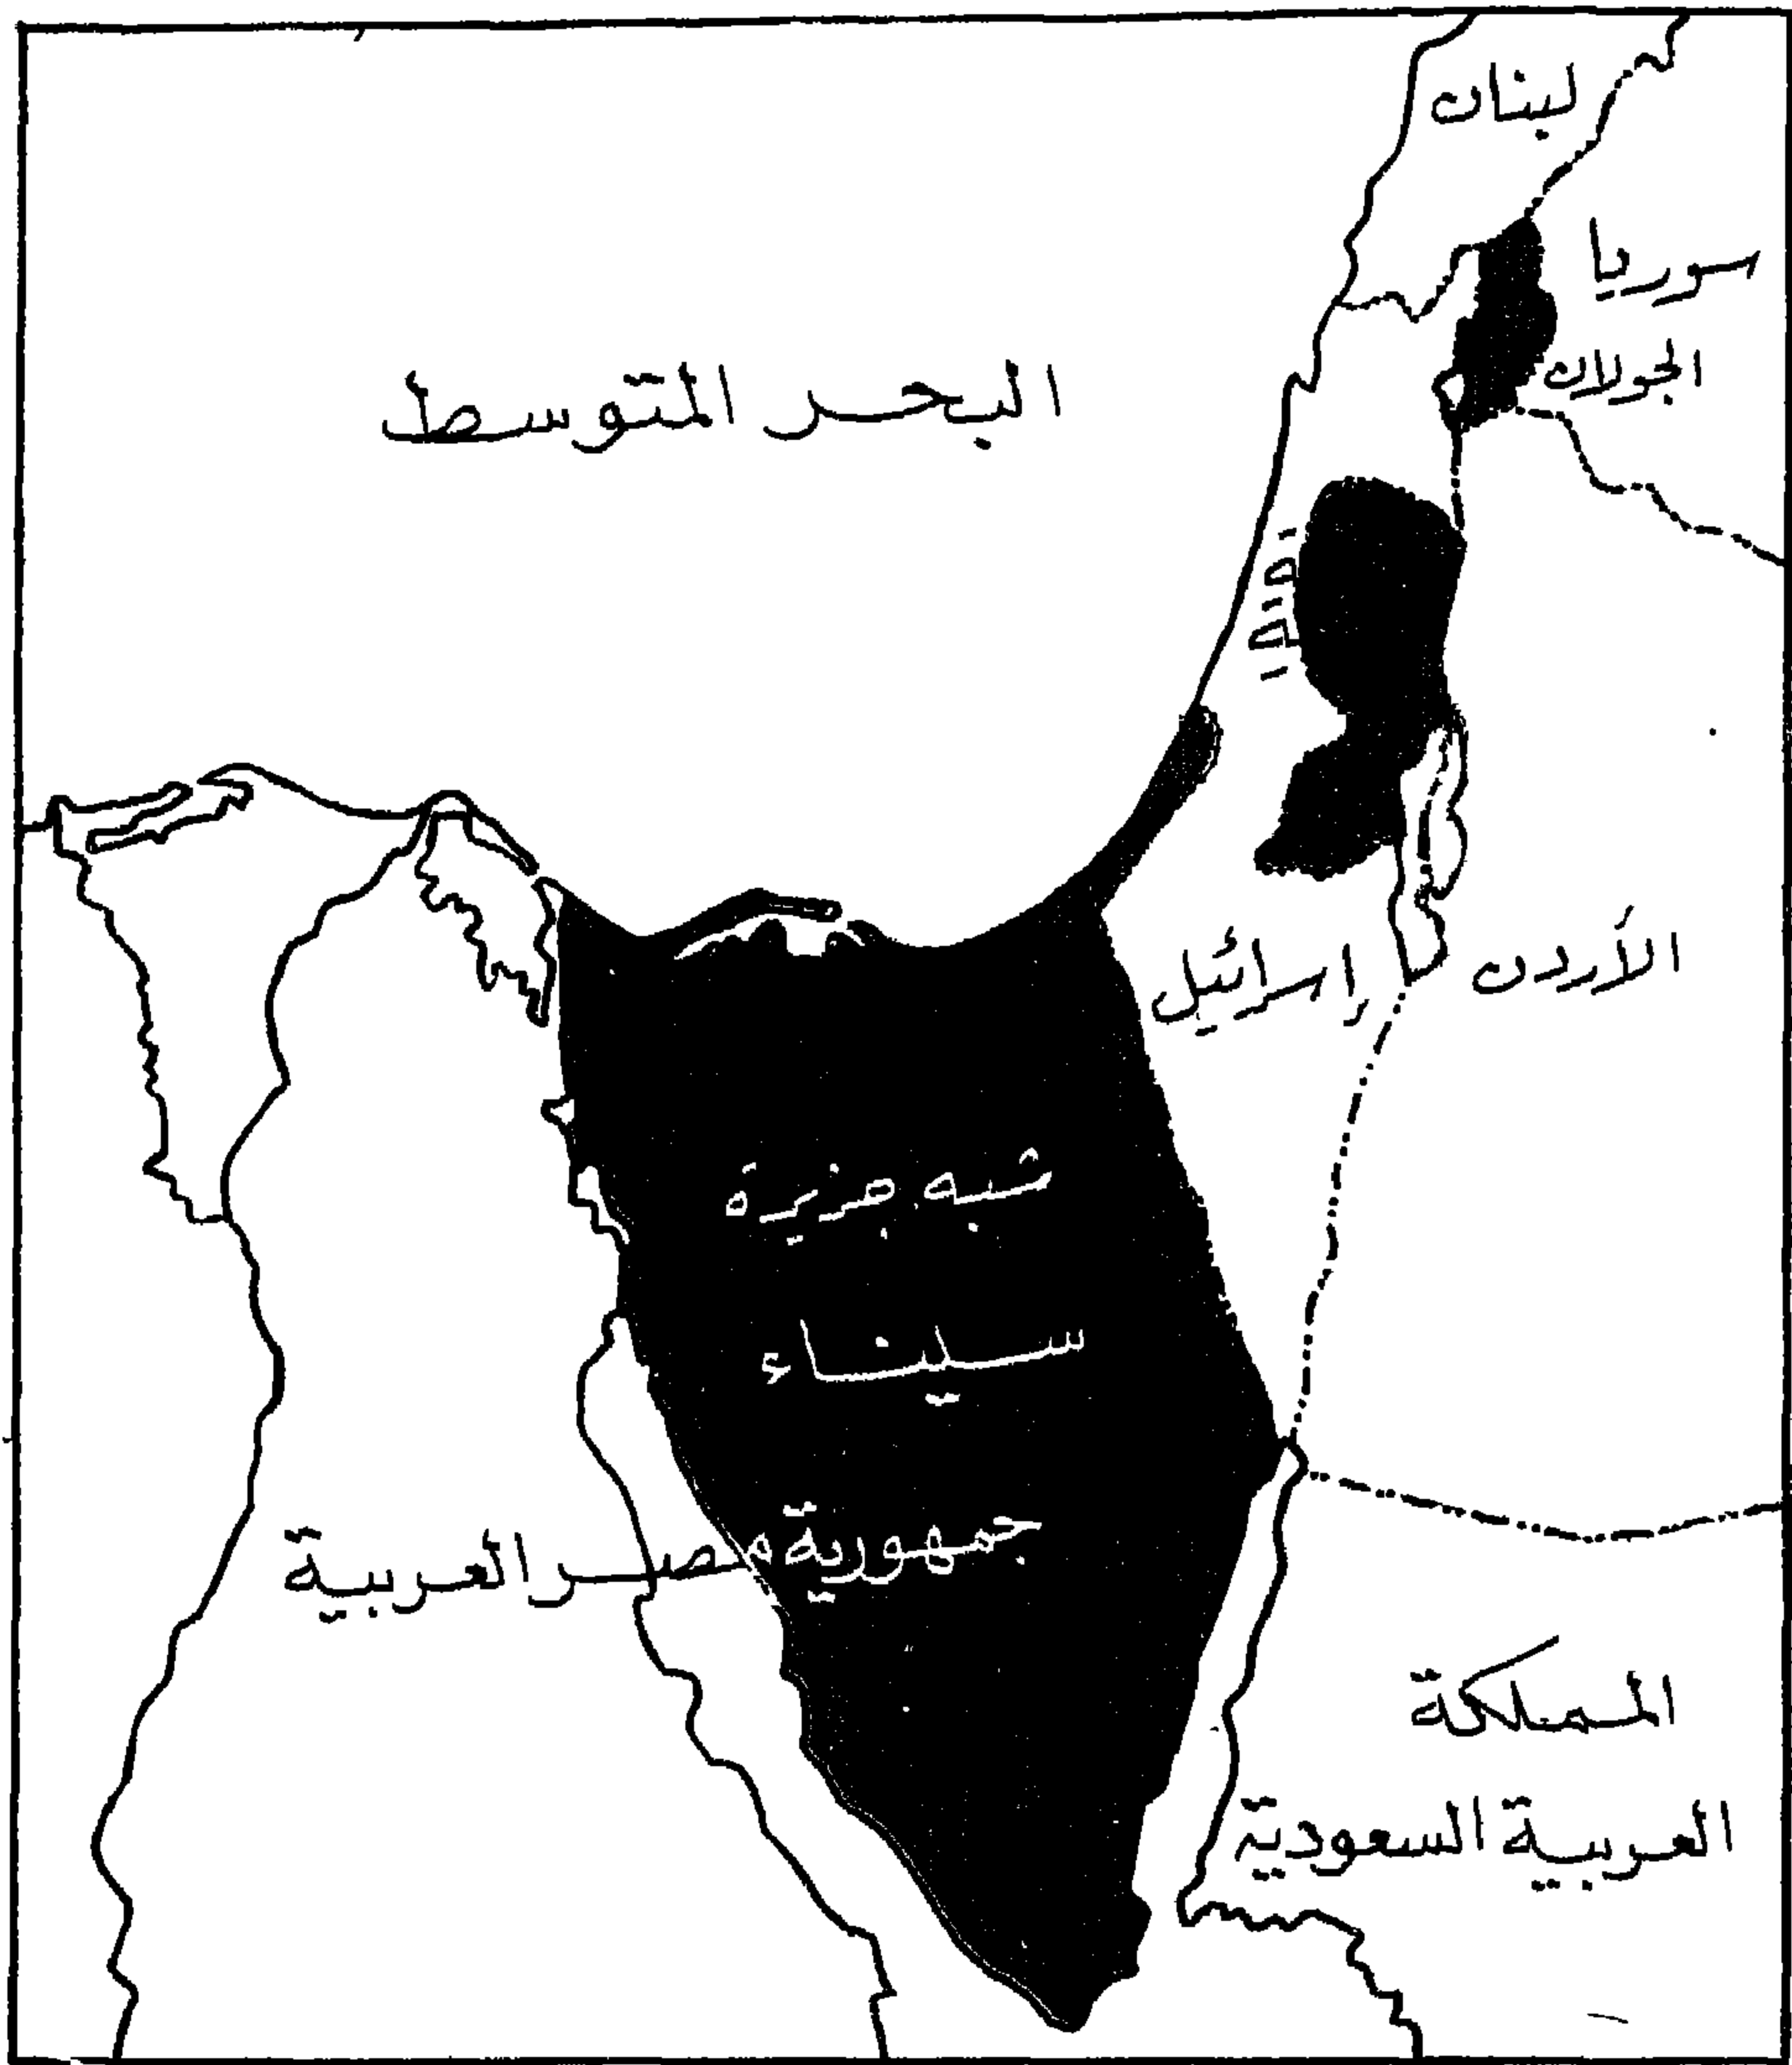 لبنان
سوريا
الجولان
البحر المتوسط
الأردن
إسرائيل
شبه جزيرة
سيناء
جمهورية مصر العربية
المملكة
العربية السعودية